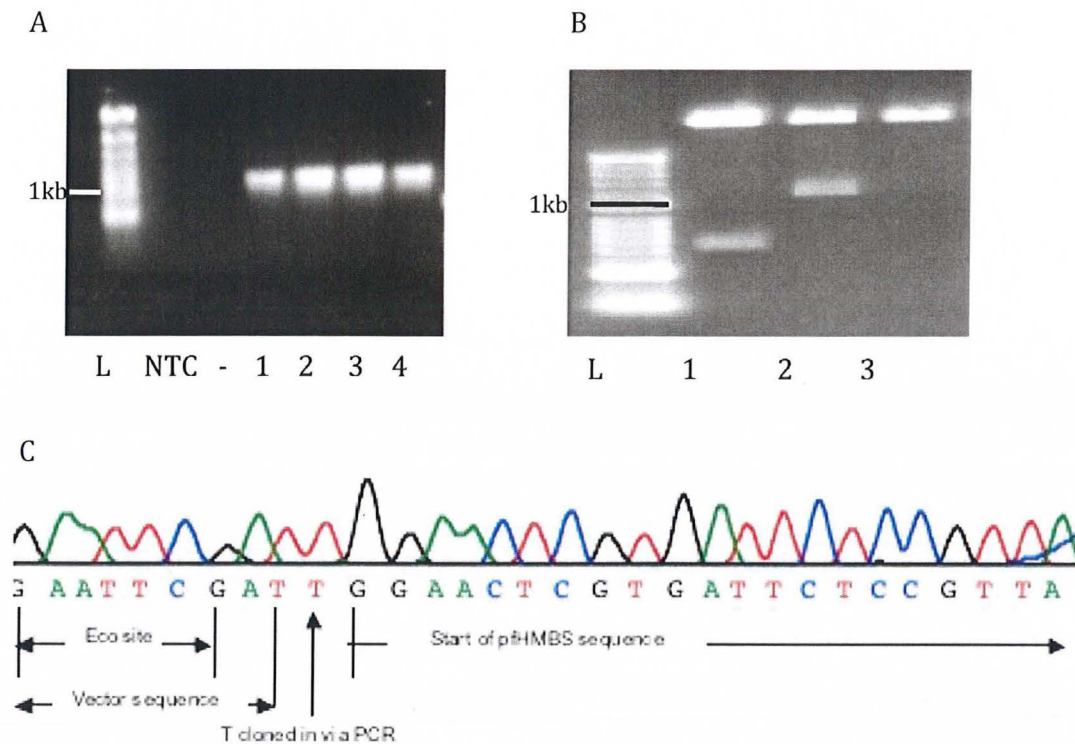 A
B
1kb
1kb
L NTC - 1 2 3 4
L 1 2 3
C
G A A T T C G A T T G G A A C T C G T G A T T C T C C G T T A
Eco site
Start of pfHMBS sequence
Vector sequence
T cloned in via PCR